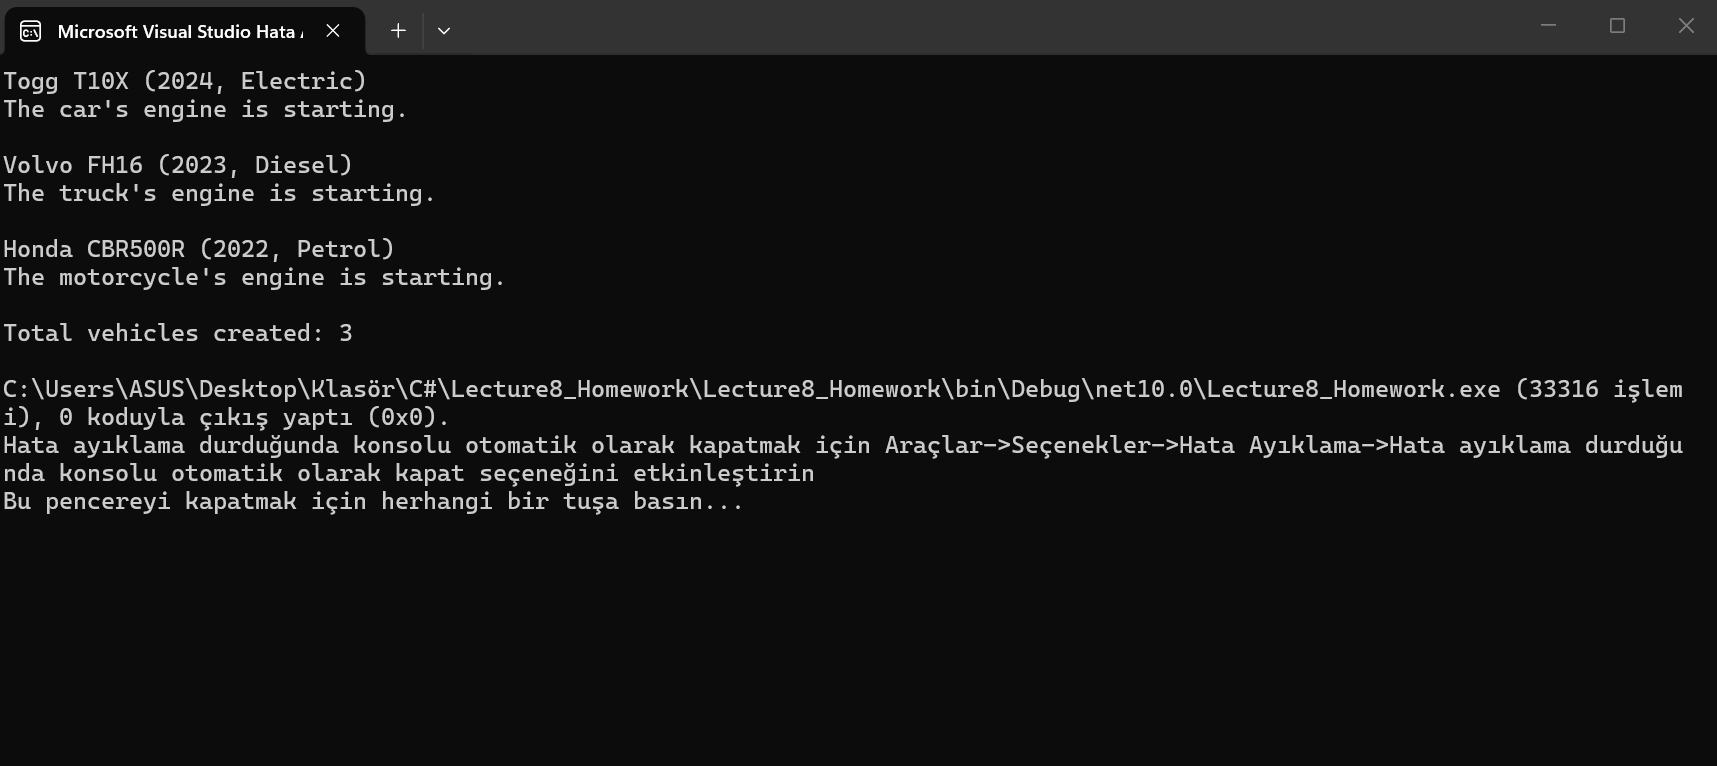 Microsoft Visual Studio Hata
Togg T10X (2024, Electric)
The car's engine is starting.
Volvo FH16 (2023, Diesel)
The truck's engine is starting.
Honda CBR500R (2022, Petrol)
The motorcycle's engine is starting.
Total vehicles created: 3
C:\Users\ASUS\Desktop\Klasör\C#\Lecture8_Homework\Lecture8_Homework\bin\Debug\net10.0\Lecture8_Homework.exe (33316 işlem
i), 0 koduyla çıkış yaptı (0x0).
Hata ayıklama durduğunda konsolu otomatik olarak kapatmak için Araçlar->Seçenekler->Hata Ayıklama->Hata ayıklama durduğu
nda konsolu otomatik olarak kapat seçeneğini etkinleştirin
Bu pencereyi kapatmak için herhangi bir tuşa basın...